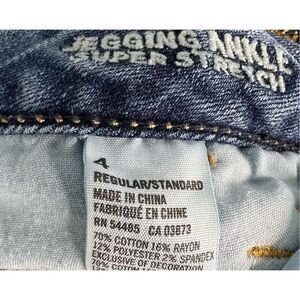 JEGGING ANKLE
SUPER STRETCH
4
REGULAR/STANDARD
MADE IN CHINA
FABRIQUÉ EN CHINE
RN 54485 CA 03873
70% COTTON 16% RAYON
12% POLYESTER 2% SPANDEX
EXCLUSIVE OF DECORATION